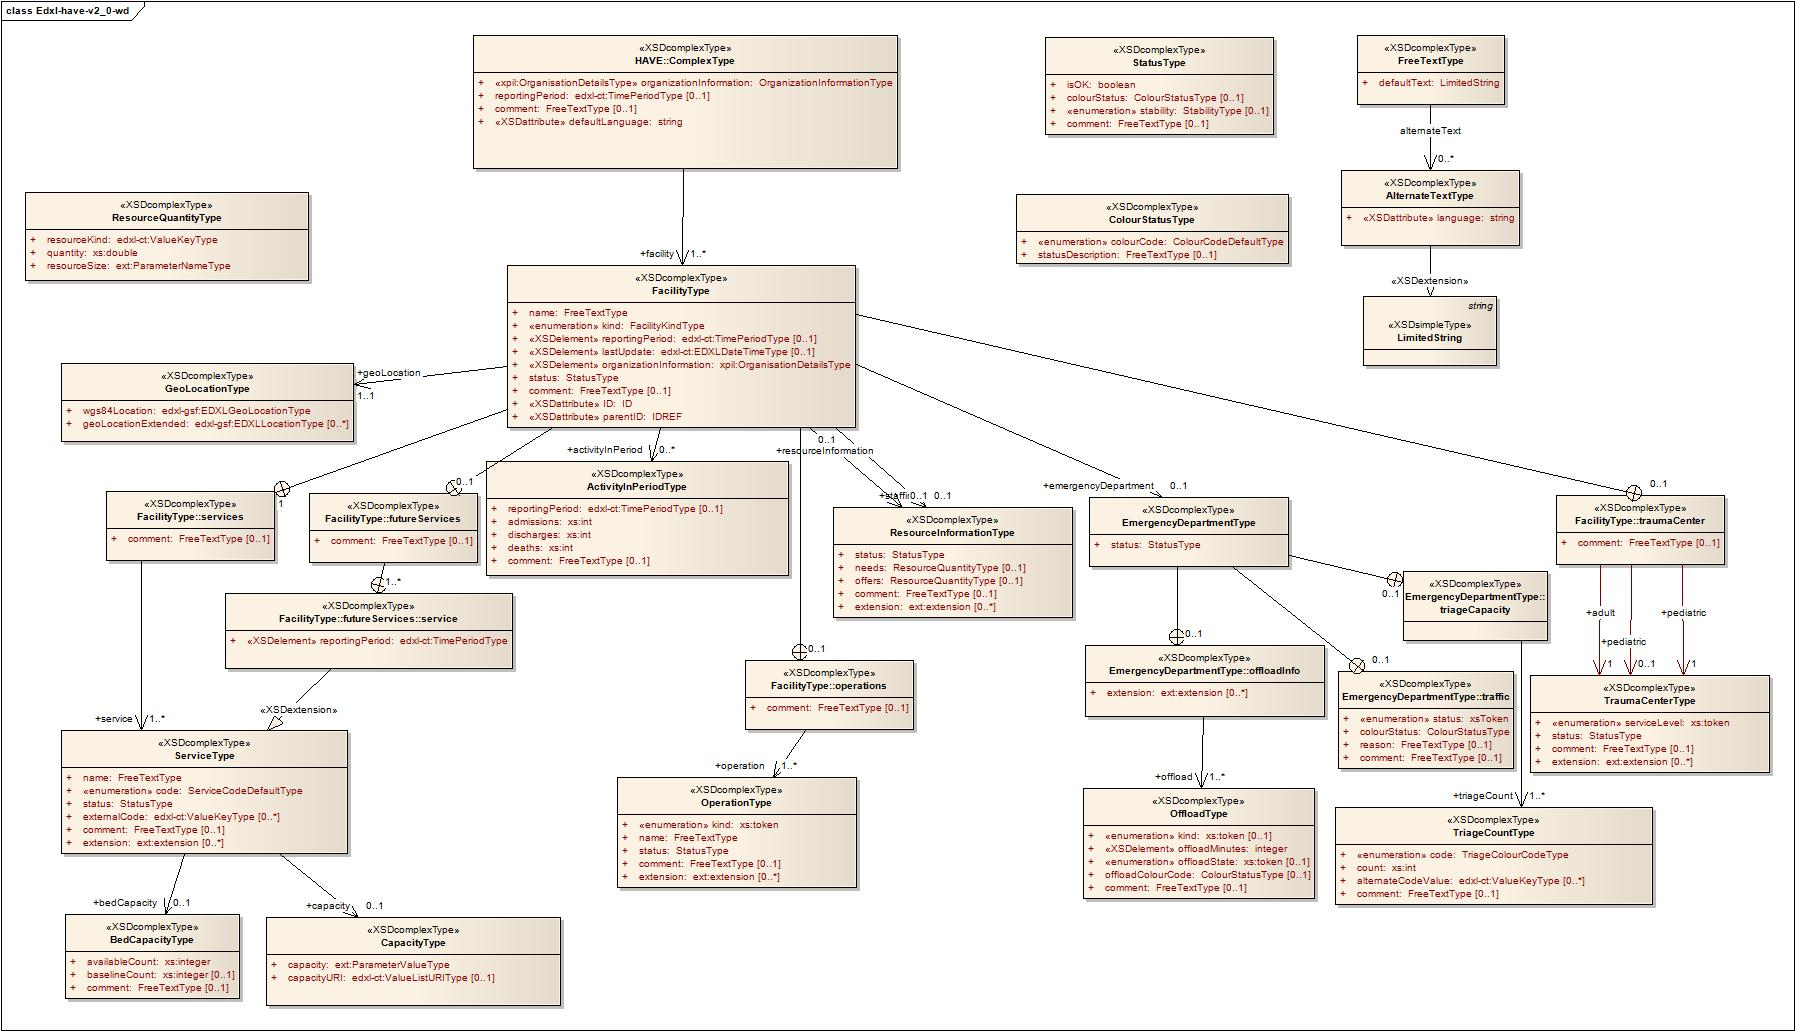 class Edxl-have-v2_0-wd
«XSDcomplexType»
HAVE::ComplexType
+ «xpil:OrganisationDetailsType» organizationInformation: OrganizationInformationType
+ reportingPeriod: edxl-ct:TimePeriodType [0..1]
+ comment: FreeTextType [0..1]
+ «XSDattribute» defaultLanguage: string
«XSDcomplexType»
StatusType
+ isOK: boolean
+ colourStatus: ColourStatusType [0..1]
+ «enumeration» stability: StabilityType [0..1]
+ comment: FreeTextType [0..1]
«XSDcomplexType»
FreeTextType
+ defaultText: LimitedString
alternateText
0..*
«XSDcomplexType»
AlternateTextType
+ «XSDattribute» language: string
«XSDextension»
string
«XSDsimpleType»
LimitedString
«XSDcomplexType»
ResourceQuantityType
+ resourceKind: edxl-ct:ValueKeyType
+ quantity: xs:double
+ resourceSize: ext:ParameterNameType
«XSDcomplexType»
ColourStatusType
+ «enumeration» colourCode: ColourCodeDefaultType
+ statusDescription: FreeTextType [0..1]
+facility 1..*
«XSDcomplexType»
FacilityType
+ name: FreeTextType
+ «enumeration» kind: FacilityKindType
+ «XSDelement» reportingPeriod: edxl-ct:TimePeriodType [0..1]
+ «XSDelement» lastUpdate: edxl-ct:EDXLDateTimeType [0..1]
+ «XSDelement» organizationInformation: xpil:OrganisationDetailsType
+ status: StatusType
+ comment: FreeTextType [0..1]
+ «XSDattribute» ID: ID
+ «XSDattribute» parentID: IDREF
+geoLocation
1..1
«XSDcomplexType»
GeoLocationType
+ wgs84Location: edxl-gsf:EDXLGeoLocationType
+ geoLocationExtended: edxl-gsf:EDXLLocationType [0..*]
1
«XSDcomplexType»
FacilityType::services
+ comment: FreeTextType [0..1]
0..1
«XSDcomplexType»
FacilityType::futureServices
+ comment: FreeTextType [0..1]
+activityInPeriod 0..*
«XSDcomplexType»
ActivityInPeriodType
+ reportingPeriod: edxl-ct:TimePeriodType [0..1]
+ admissions: xs:int
+ discharges: xs:int
+ deaths: xs:int
+ comment: FreeTextType [0..1]
0..1
+resourceInformation
0..1 0..1
«XSDcomplexType»
ResourceInformationType
+ status: StatusType
+ needs: ResourceQuantityType [0..1]
+ offers: ResourceQuantityType [0..1]
+ comment: FreeTextType [0..1]
+ extension: ext:extension [0..*]
+emergencyDepartment 0..1
«XSDcomplexType»
EmergencyDepartmentType
+ status: StatusType
0..1
«XSDcomplexType»
FacilityType::traumaCenter
+ comment: FreeTextType [0..1]
1..*
«XSDcomplexType»
FacilityType::futureServices::service
+ «XSDelement» reportingPeriod: edxl-ct:TimePeriodType
«XSDextension»
0..1
«XSDcomplexType»
EmergencyDepartmentType::
triageCapacity
+adult
+pediatric
+pediatric
1
0..1
1
0..1
«XSDcomplexType»
FacilityType::operations
+ comment: FreeTextType [0..1]
0..1
«XSDcomplexType»
EmergencyDepartmentType::offloadInfo
+ extension: ext:extension [0..*]
0..1
«XSDcomplexType»
EmergencyDepartmentType::traffic
+ «enumeration» status: xsToken
+ colourStatus: ColourStatusType
+ reason: FreeTextType [0..1]
+ comment: FreeTextType [0..1]
«XSDcomplexType»
TraumaCenterType
+ «enumeration» serviceLevel: xs:token
+ status: StatusType
+ comment: FreeTextType [0..1]
+ extension: ext:extension [0..*]
+service 1..*
«XSDcomplexType»
ServiceType
+ name: FreeTextType
+ «enumeration» code: ServiceCodeDefaultType
+ status: StatusType
+ externalCode: edxl-ct:ValueKeyType [0..*]
+ comment: FreeTextType [0..1]
+ extension: ext:extension [0..*]
+operation 1..*
«XSDcomplexType»
OperationType
+ «enumeration» kind: xs:token
+ name: FreeTextType
+ status: StatusType
+ comment: FreeTextType [0..1]
+ extension: ext:extension [0..*]
+offload 1..*
«XSDcomplexType»
OffloadType
+ «enumeration» kind: xs:token [0..1]
+ «XSDelement» offloadMinutes: integer
+ «enumeration» offloadState: xs:token [0..1]
+ offloadColourCode: ColourStatusType [0..1]
+ comment: FreeTextType [0..1]
+triageCount 1..*
«XSDcomplexType»
TriageCountType
+ «enumeration» code: TriageColourCodeType
+ count: xs:int
+ alternateCodeValue: edxl-ct:ValueKeyType [0..*]
+ comment: FreeTextType [0..1]
+bedCapacity 0..1
«XSDcomplexType»
BedCapacityType
+ availableCount: xs:integer
+ baselineCount: xs:integer [0..1]
+ comment: FreeTextType [0..1]
+capacity 0..1
«XSDcomplexType»
CapacityType
+ capacity: ext:ParameterValueType
+ capacityURI: edxl-ct:ValueListURIType [0..1]